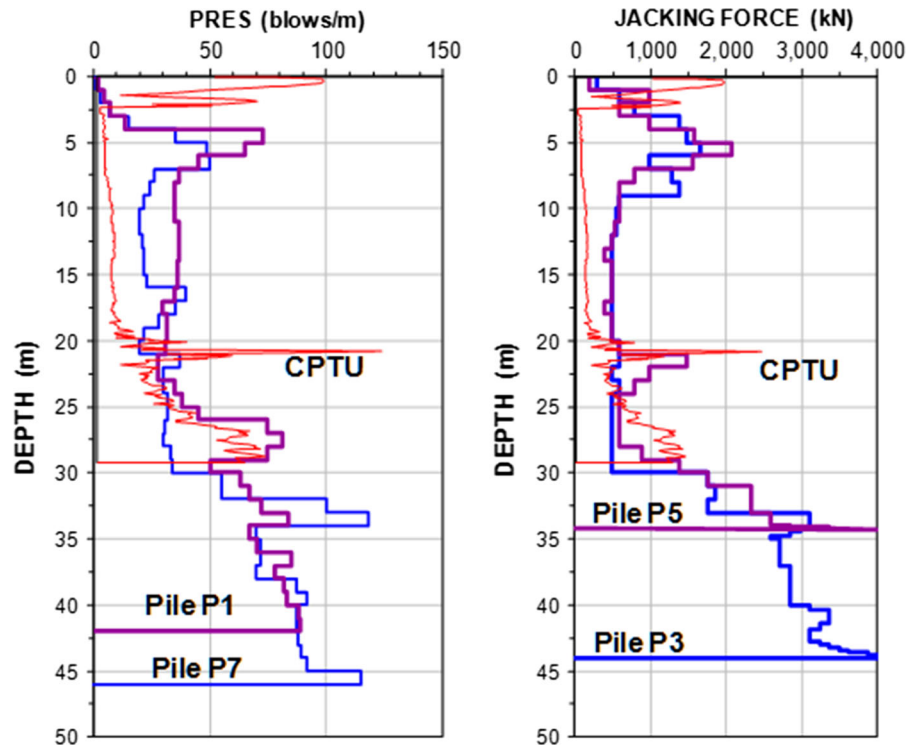 PRES (blows/m)
0 50 100 150
0
5
10
15
20
25
30
35
40
45
50
DEPTH (m)
CPTU
Pile P1
Pile P7
JACKING FORCE (kN)
0 1,000 2,000 3,000 4,000
0
5
10
15
20
25
30
35
40
45
50
DEPTH (m)
CPTU
Pile P5
Pile P3